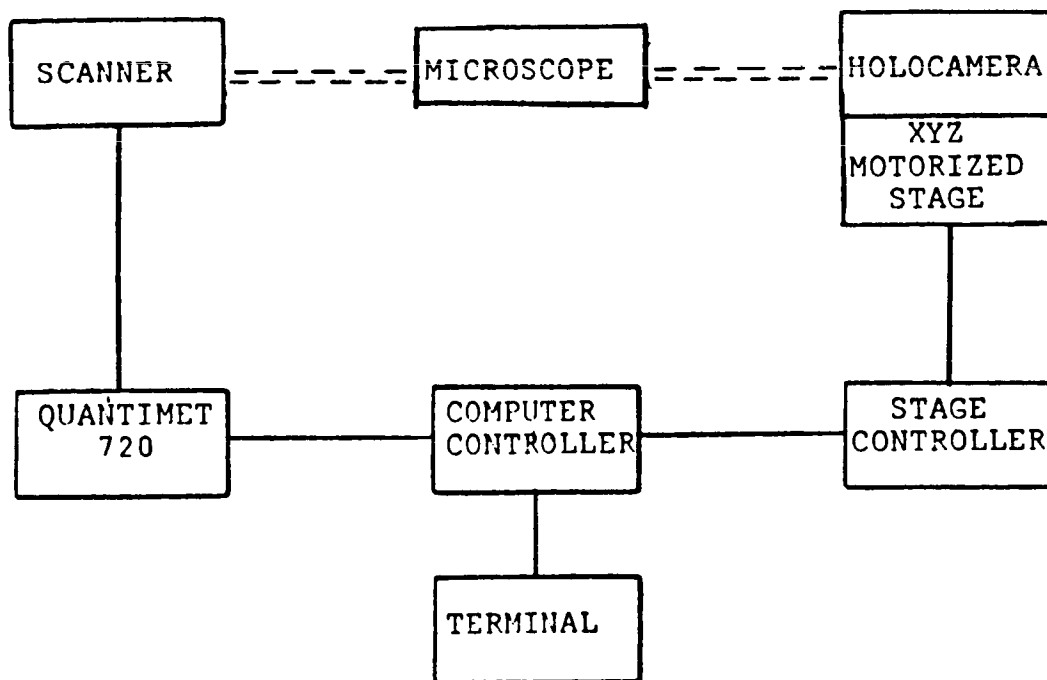 SCANNER
MICROSCOPE
HOLOCAMERA
XYZ
MOTORIZED
STAGE
QUANTIMET
720
COMPUTER
CONTROLLER
STAGE
CONTROLLER
TERMINAL